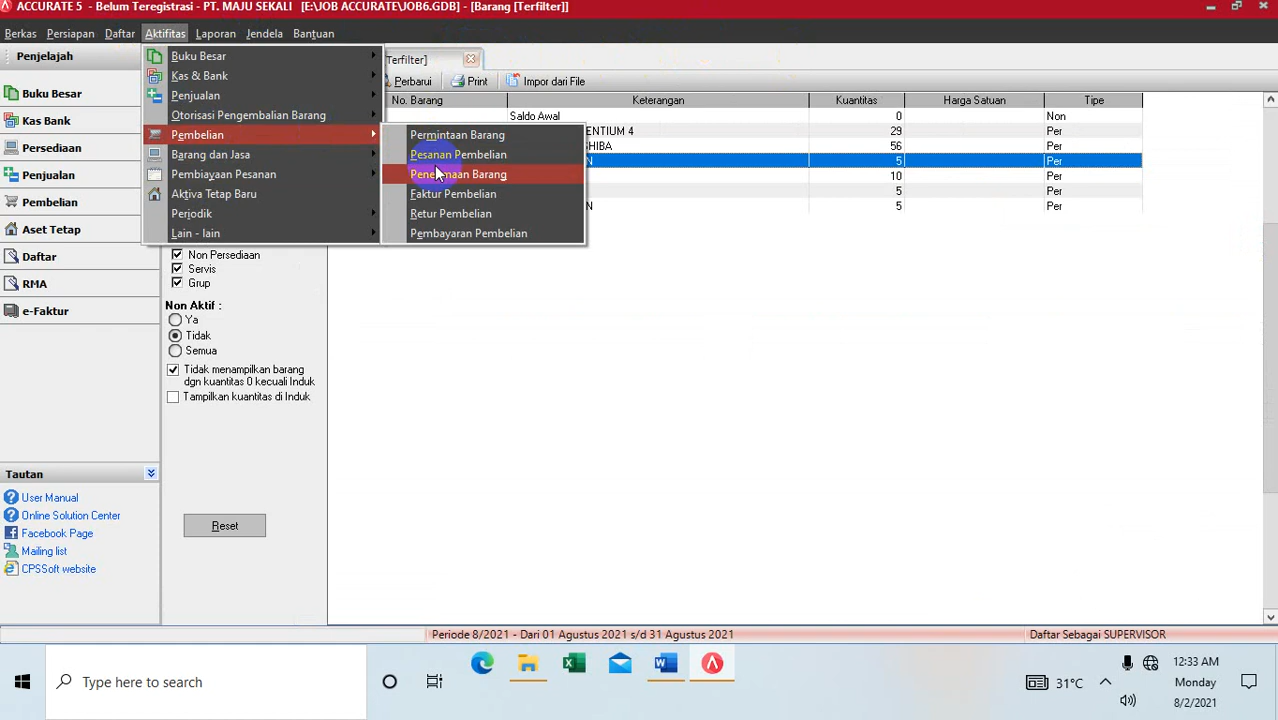 ACCURATE 5 - Belum Teregistrasi - PT. MAJU SEKALI [E:\JOB ACCURATE\JOB6.GDB] - [Barang [Terfilter]]
Berkas Persiapan Daftar Aktifitas Laporan Jendela Bantuan
Penjelajah
Buku Besar
Kas Bank
Persediaan
Penjualan
Pembelian
Aset Tetap
Daftar
RMA
e-Faktur
Buku Besar
Kas & Bank
Penjualan
Otorisasi Pengembalian Barang
Pembelian
Barang dan Jasa
Pembiayaan Pesanan
Aktiva Tetap Baru
Periodik
Lain - lain
Permintaan Barang
Pesanan Pembelian
Penerimaan Barang
Faktur Pembelian
Retur Pembelian
Pembayaran Pembelian
Terfilter]
Perbarui Print Impor dari File
No. Barang Keterangan Kuantitas Harga Satuan Tipe
Saldo Awal 0 Non
ENTIUM 4 29 Per
SHIBA 56 Per
N 5 Per
10 Per
5 Per
N 5 Per
Non Persediaan
Servis
Grup
Non Aktif :
Ya
Tidak
Semua
Tidak menampilkan barang
dgn kuantitas 0 kecuali Induk
Tampilkan kuantitas di Induk
Reset
Tautan
User Manual
Online Solution Center
Facebook Page
Mailing list
CPSSoft website
Periode 8/2021 - Dari 01 Agustus 2021 s/d 31 Agustus 2021
Daftar Sebagai SUPERVISOR
Type here to search
31°C
12:33 AM
Monday
8/2/2021